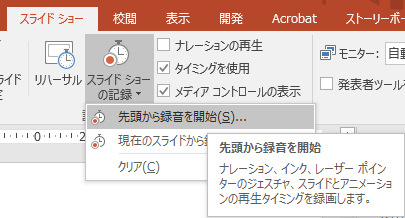 スライド ショー 校閲 表示 開発 Acrobat ストーリーボー
リハーサル
スライド ショー
の記録
ナレーションの再生
タイミングを使用
メディア コントロールの表示
モニター: 自動
発表者ツール
定
先頭から録音を開始(S)...
現在のスライドから
クリア(C)
先頭から録音を開始
ナレーション、インク、レーザー ポイン
ターのジェスチャ、スライドとアニメーション
の再生タイミングを録画します。